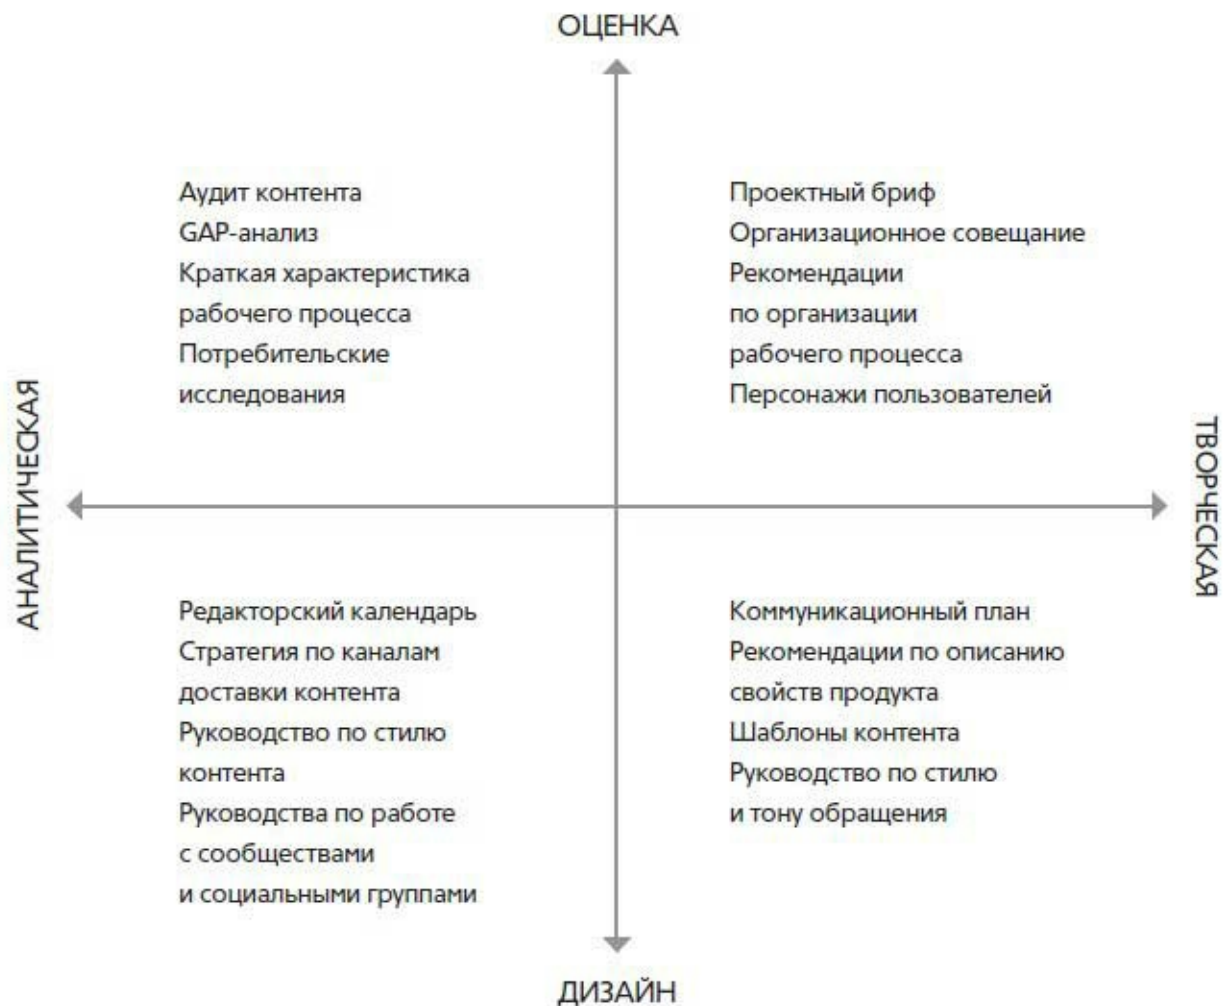 ОЦЕНКА
Аудит контента
GAP-анализ
Краткая характеристика
рабочего процесса
Потребительские
исследования
Проектный бриф
Организационное совещание
Рекомендации
по организации
рабочего процесса
Персонажи пользователей
АНАЛИТИЧЕСКАЯ
ТВОРЧЕСКАЯ
Редакторский календарь
Стратегия по каналам
доставки контента
Руководство по стилю
контента
Руководства по работе
с сообществами
и социальными группами
Коммуникационный план
Рекомендации по описанию
свойств продукта
Шаблоны контента
Руководство по стилю
и тону обращения
ДИЗАЙН